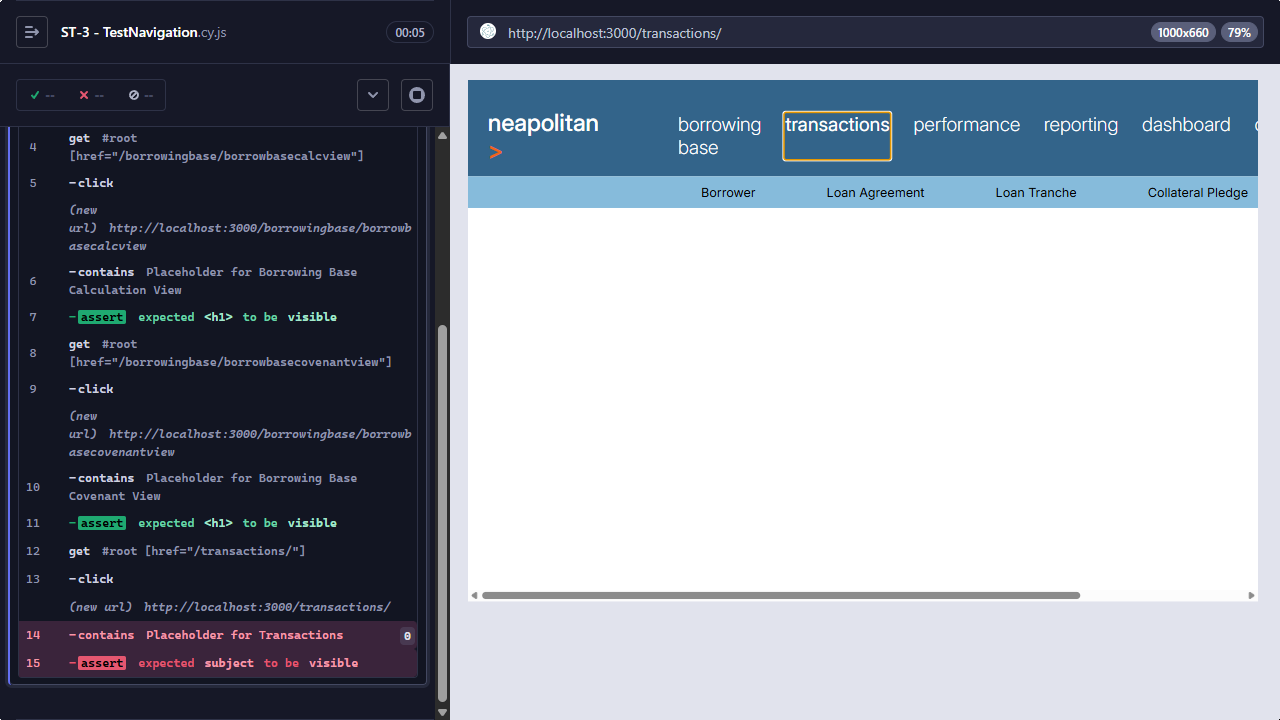 ST-3 - TestNavigation.cy.js
00:05
-- -- --
4 get #root
[href="/borrowingbase/borrowbasecalcview"]
5 -click
(new
url) http://localhost:3000/borrowingbase/borrowb
asecalcview
6 -contains Placeholder for Borrowing Base
Calculation View
7 -assert expected <h1> to be visible
8 get #root
[href="/borrowingbase/borrowbasecovenantview"]
9 -click
(new
url) http://localhost:3000/borrowingbase/borrowb
asecovenantview
10 -contains Placeholder for Borrowing Base
Covenant View
11 -assert expected <h1> to be visible
12 get #root [href="/transactions/"]
13 -click
(new url) http://localhost:3000/transactions/
14 -contains Placeholder for Transactions 0
15 -assert expected subject to be visible
http://localhost:3000/transactions/
1000x660 79%
neapolitan
>
borrowing
base
transactions
performance
reporting
dashboard
Borrower Loan Agreement Loan Tranche Collateral Pledge